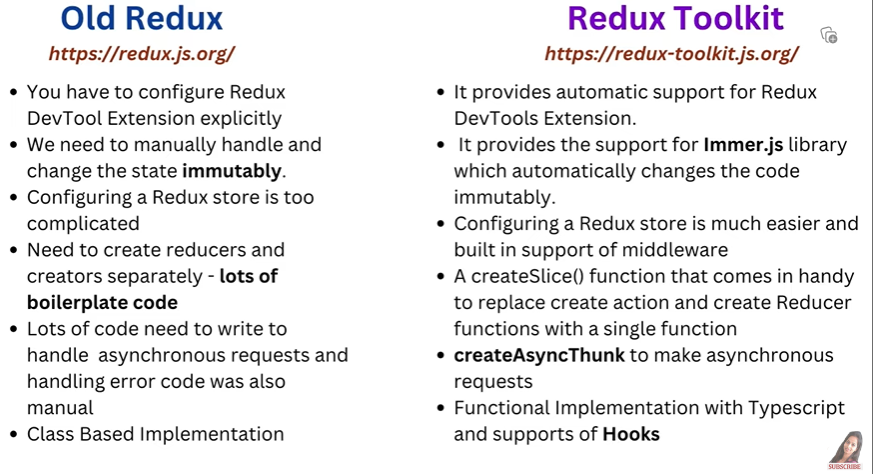 Old Redux
https://redux.js.org/
• You have to configure Redux
DevTool Extension explicitly
• We need to manually handle and
change the state immutably.
• Configuring a Redux store is too
complicated
• Need to create reducers and
creators separately - lots of
boilerplate code
• Lots of code need to write to
handle asynchronous requests and
handling error code was also
manual
• Class Based Implementation
Redux Toolkit
https://redux-toolkit.js.org/
• It provides automatic support for Redux
DevTools Extension.
• It provides the support for Immer.js library
which automatically changes the code
immutably.
• Configuring a Redux store is much easier and
built in support of middleware
• A createSlice() function that comes in handy
to replace create action and create Reducer
functions with a single function
• createAsyncThunk to make asynchronous
requests
• Functional Implementation with Typescript
and supports of Hooks
SUBSCRIBE